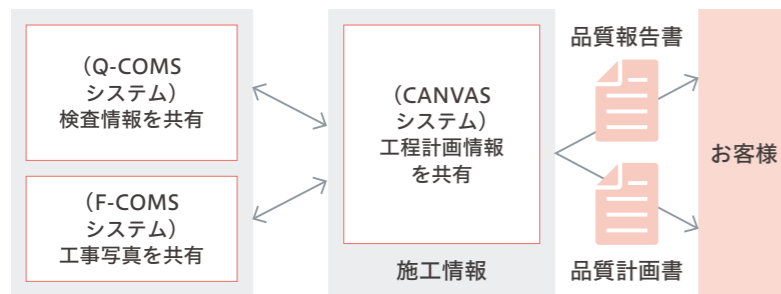 （Q-COMS
システム）
検査情報を共有
（F-COMS
システム）
工事写真を共有
（CANVAS
システム）
工程計画情報
を共有
施工情報
品質報告書
品質計画書
お客様